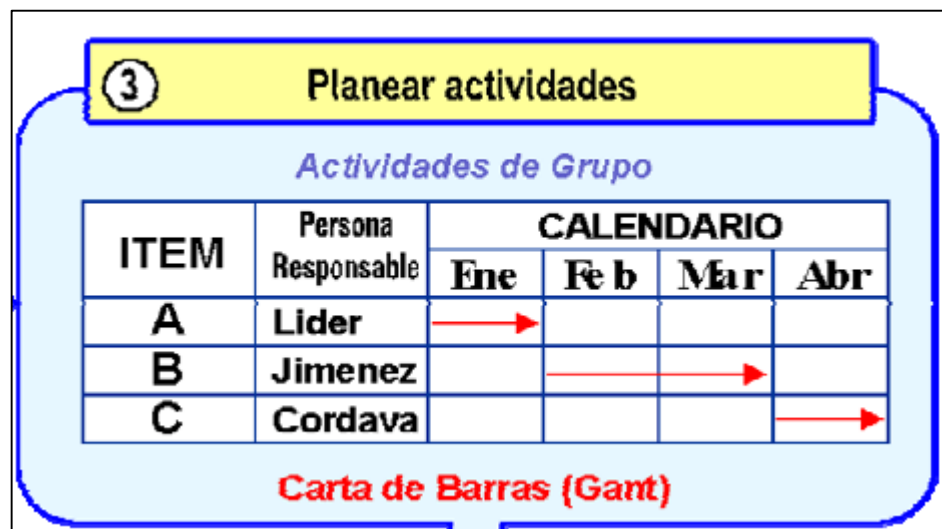 3 Planear actividades
Actividades de Grupo
ITEM Persona Responsable CALENDARIO
Ene Feb Mar Abr
A Lider
B Jimenez
C Cordava
Carta de Barras (Gant)